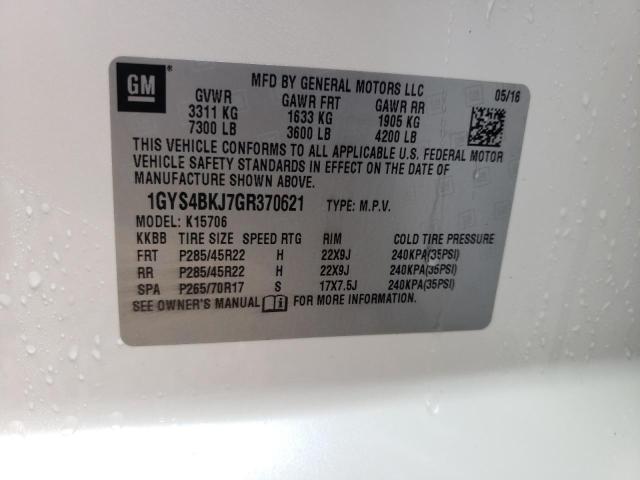 GM
MFD BY GENERAL MOTORS LLC
05/16
GVWR GAWR FRT GAWR RR
3311 KG 1633 KG 1905 KG
7300 LB 3600 LB 4200 LB
THIS VEHICLE CONFORMS TO ALL APPLICABLE U.S. FEDERAL MOTOR
VEHICLE SAFETY STANDARDS IN EFFECT ON THE DATE OF
MANUFACTURE SHOWN ABOVE.
1GYS4BKJ7GR370621 TYPE: M.P.V.
MODEL: K15706
KKBB TIRE SIZE SPEED RTG RIM COLD TIRE PRESSURE
FRT P285/45R22 H 22X9J 240KPA(35PSI)
RR P285/45R22 H 22X9J 240KPA(35PSI)
SPA P265/70R17 S 17X7.5J 240KPA(35PSI)
SEE OWNER'S MANUAL FOR MORE INFORMATION.